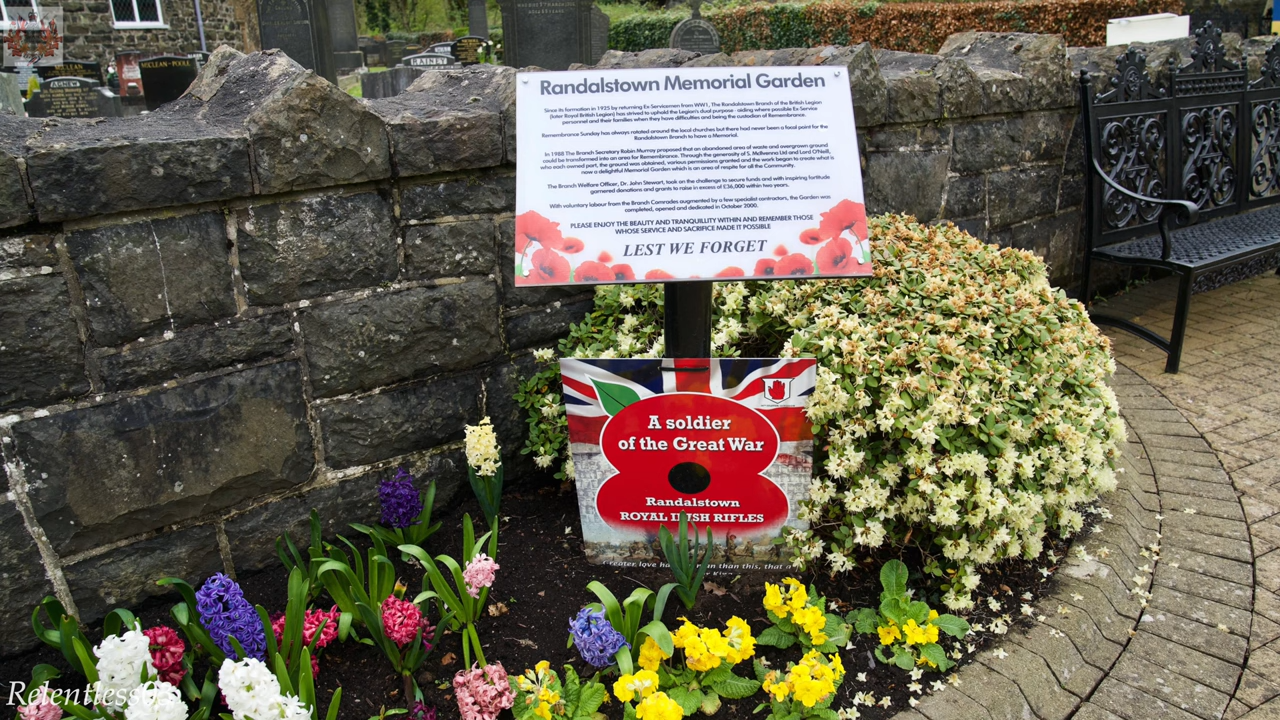 McLEAN-POOLE
AGNEW
RAINEY
Randalstown Memorial Garden
Since its formation in 1925 by returning Ex-Servicemen from WW1, The Randalstown Branch of the British Legion
(later Royal British Legion) has strived to uphold the Legion's dual purpose - aiding where possible Ex-Service
personnel and their families when they have difficulties and being the custodian of Remembrance.
Remembrance Sunday has always rotated around the local churches but there had never been a focal point for the
Randalstown Branch to have a Memorial.
In 1988 The Branch Secretary Robin Murray proposed that an abandoned area of waste and overgrown ground
could be transformed into an area for Remembrance. Through the generosity of S. McIlvenna Ltd and Lord O'Neill,
who each owned part, the ground was obtained, various permissions granted and the work began to create what is
now a delightful Memorial Garden which is an area of respite for all the Community.
The Branch Welfare Officer, Dr. John Stewart, took on the challenge to secure funds and with inspiring fortitude
garnered donations and grants to raise in excess of £36,000 within two years.
With voluntary labour from the Branch Comrades augmented by a few specialist contractors, the Garden was
completed, opened and dedicated in October 2000.
PLEASE ENJOY THE BEAUTY AND TRANQUILLITY WITHIN AND REMEMBER THOSE
WHOSE SERVICE AND SACRIFICE MADE IT POSSIBLE
LEST WE FORGET
A soldier
of the Great War
Randalstown
ROYAL IRISH RIFLES
Greater love ha man than this, that a
Relentless